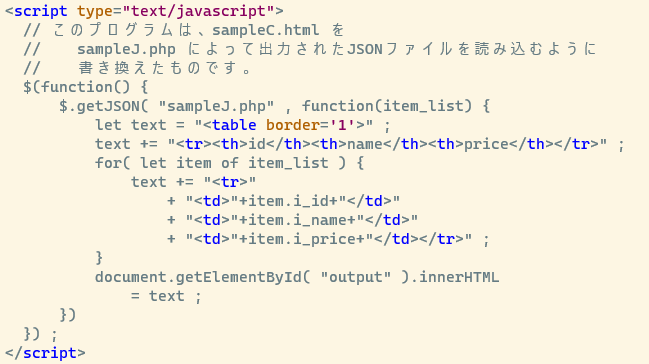 <script type="text/javascript">
  // このプログラムは、sampleC.html を
  //    sampleJ.php によって出力されたJSONファイルを読み込むように
  //    書き換えたものです。
  $(function() {
      $.getJSON( "sampleJ.php" , function(item_list) {
          let text = "<table border='1'>" ;
          text += "<tr><th>id</th><th>name</th><th>price</th></tr>" ;
          for( let item of item_list ) {
              text += "<tr>"
                  + "<td>"+item.i_id+"</td>"
                  + "<td>"+item.i_name+"</td>"
                  + "<td>"+item.i_price+"</td></tr>" ;
          }
          document.getElementById( "output" ).innerHTML
              = text ;
      })
  }) ;
</script>